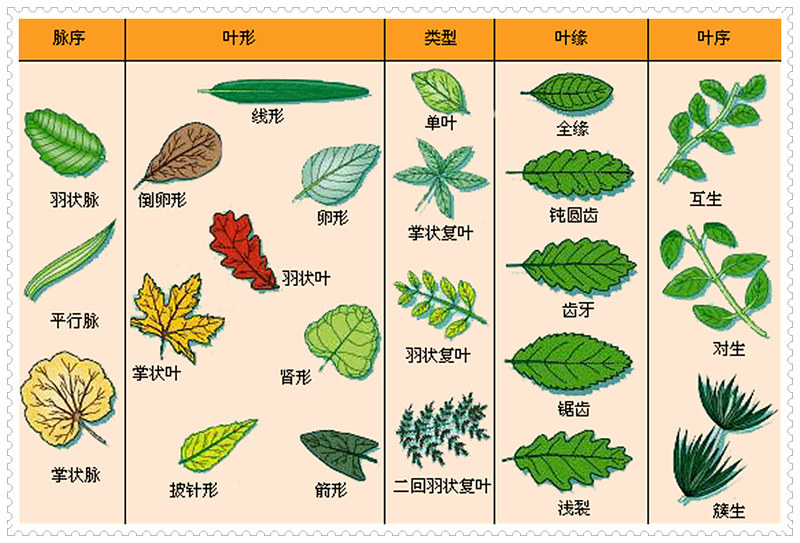 脉序
叶形
类型
叶缘
叶序
羽状脉
平行脉
掌状脉
线形
倒卵形
卵形
羽状叶
掌状叶
肾形
披针形
箭形
单叶
掌状复叶
羽状复叶
二回羽状复叶
全缘
钝圆齿
齿牙
锯齿
浅裂
互生
对生
簇生